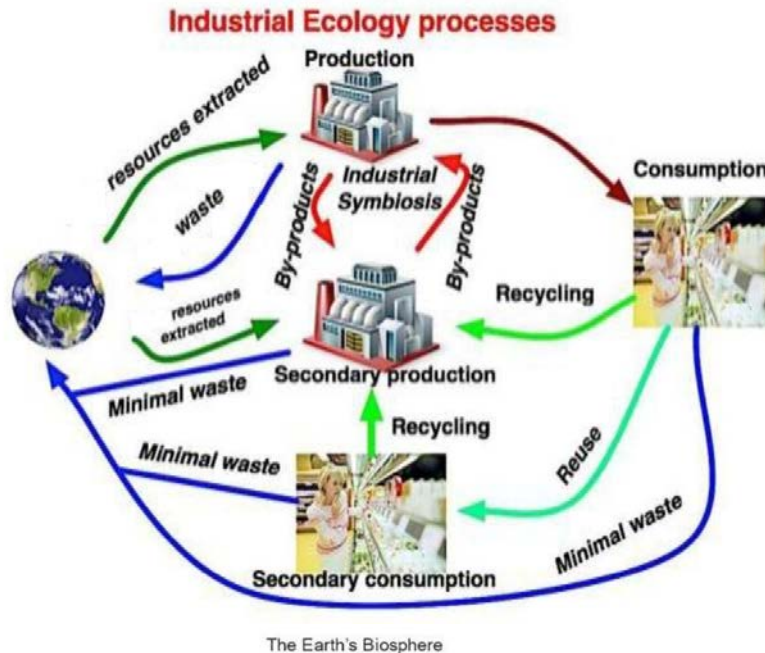 Industrial Ecology processes
Production
resources extracted
waste
Industrial
Symbiosis
By-products
By-products
Consumption
resources
extracted
Recycling
Secondary production
Minimal waste
Recycling
Minimal waste
Reuse
Minimal waste
Secondary consumption
The Earth's Biosphere